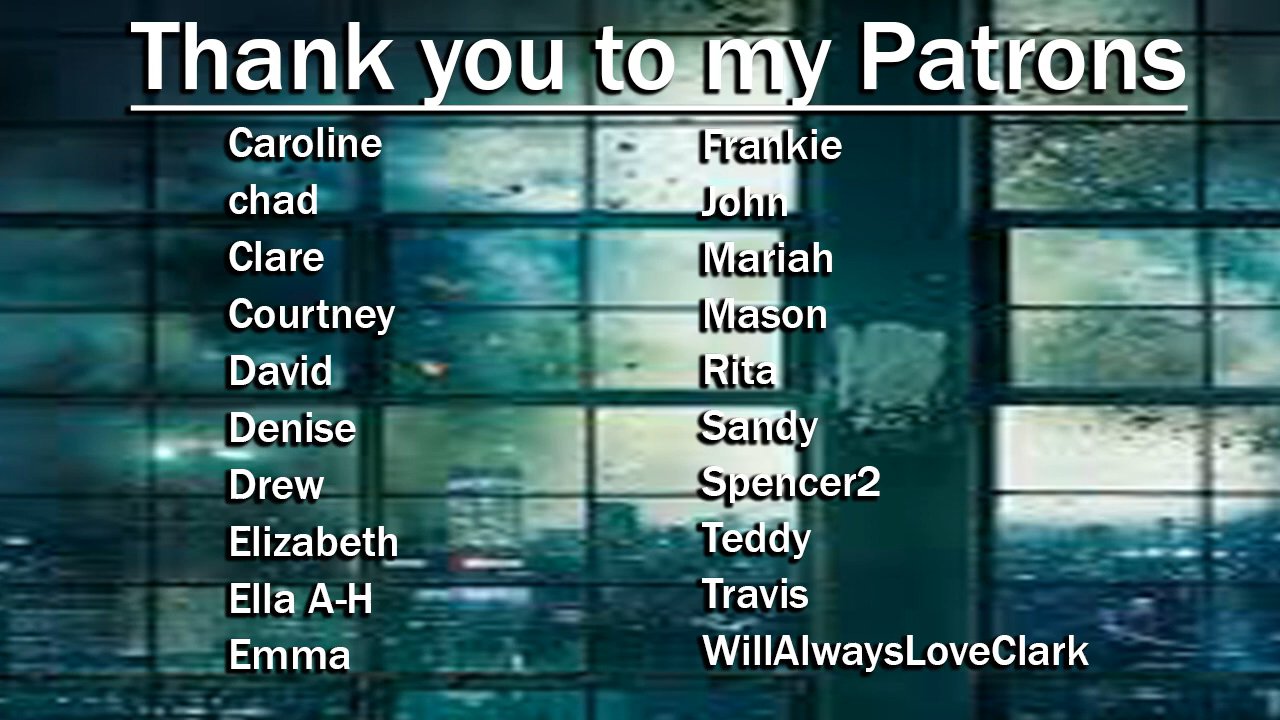 Thank you to my Patrons
Caroline
chad
Clare
Courtney
David
Denise
Drew
Elizabeth
Ella A-H
Emma
Frankie
John
Mariah
Mason
Rita
Sandy
Spencer2
Teddy
Travis
WillAlwaysLoveClark